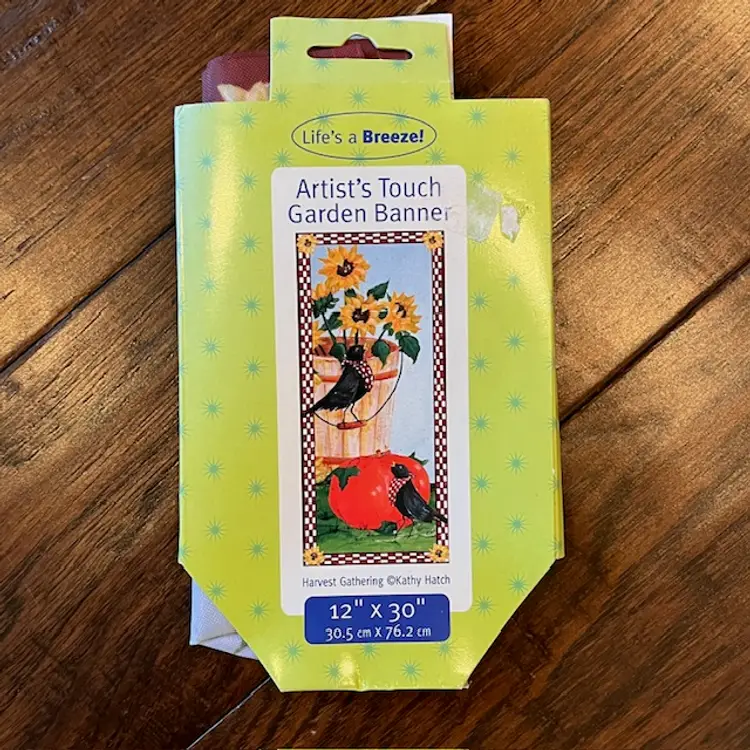 Life's a Breeze!
Artist's Touch
Garden Banner
Harvest Gathering ©Kathy Hatch
12" x 30"
30.5 cm x 76.2 cm